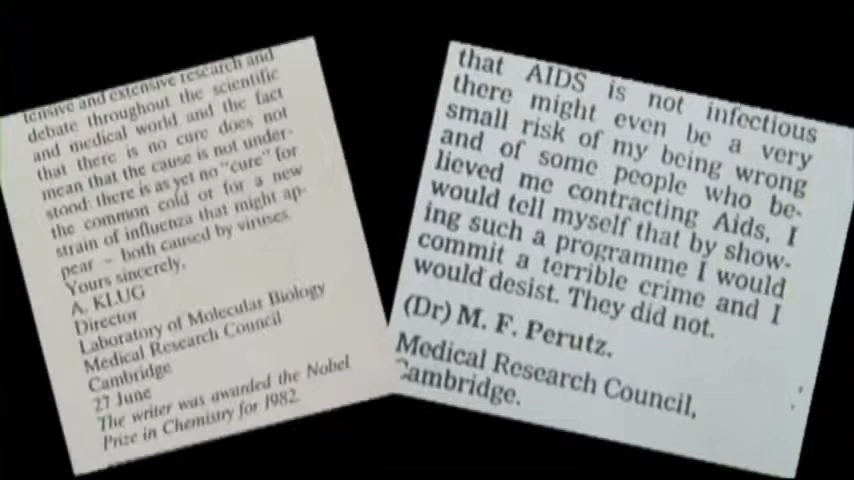 tensive and extensive research and
debate throughout the scientific
and medical world and the fact
that there is no cure does not
mean that the cause is not under-
stood: there is as yet no "cure" for
the common cold or for a new
strain of influenza that might ap-
pear – both caused by viruses.
Yours sincerely,
A. KLUG
Director
Laboratory of Molecular Biology
Medical Research Council
Cambridge
27 June
The writer was awarded the Nobel
Prize in Chemistry for 1982.
that AIDS is not infectious
there might even be a very
small risk of my being wrong
and of some people who be-
lieved me contracting Aids. I
would tell myself that by show-
ing such a programme I would
commit a terrible crime and I
would desist. They did not.
(Dr) M. F. Perutz.
Medical Research Council,
Cambridge.